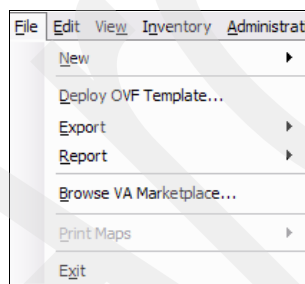 File Edit View Inventory Administrat
New
Deploy OVF Template...
Export
Report
Browse VA Marketplace...
Print Maps
Exit